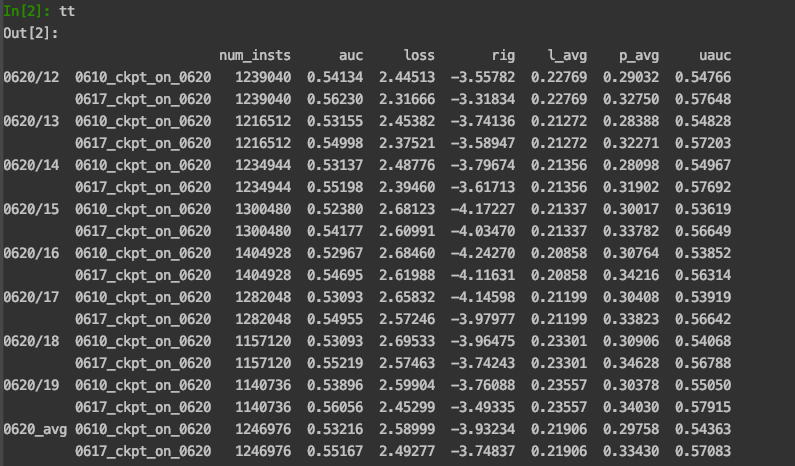 In[2]: tt
Out[2]:
num_insts auc loss rig l_avg p_avg uauc
0620/12 0610_ckpt_on_0620 1239040 0.54134 2.44513 −3.55782 0.22769 0.29032 0.54766
0617_ckpt_on_0620 1239040 0.56230 2.31666 −3.31834 0.22769 0.32750 0.57648
0620/13 0610_ckpt_on_0620 1216512 0.53155 2.45382 −3.74136 0.21272 0.28388 0.54828
0617_ckpt_on_0620 1216512 0.54998 2.37521 −3.58947 0.21272 0.32271 0.57203
0620/14 0610_ckpt_on_0620 1234944 0.53137 2.48776 −3.79674 0.21356 0.28098 0.54967
0617_ckpt_on_0620 1234944 0.55198 2.39460 −3.61713 0.21356 0.31902 0.57692
0620/15 0610_ckpt_on_0620 1300480 0.52380 2.68123 −4.17227 0.21337 0.30017 0.53619
0617_ckpt_on_0620 1300480 0.54177 2.60991 −4.03470 0.21337 0.33782 0.56649
0620/16 0610_ckpt_on_0620 1404928 0.52967 2.68460 −4.24270 0.20858 0.30764 0.53852
0617_ckpt_on_0620 1404928 0.54695 2.61988 −4.11631 0.20858 0.34216 0.56314
0620/17 0610_ckpt_on_0620 1282048 0.53093 2.65832 −4.14598 0.21199 0.30408 0.53919
0617_ckpt_on_0620 1282048 0.54955 2.57246 −3.97977 0.21199 0.33823 0.56642
0620/18 0610_ckpt_on_0620 1157120 0.53093 2.69533 −3.96475 0.23301 0.30906 0.54068
0617_ckpt_on_0620 1157120 0.55219 2.57463 −3.74243 0.23301 0.34628 0.56788
0620/19 0610_ckpt_on_0620 1140736 0.53896 2.59904 −3.76088 0.23557 0.30378 0.55050
0617_ckpt_on_0620 1140736 0.56056 2.45299 −3.49335 0.23557 0.34030 0.57915
0620_avg 0610_ckpt_on_0620 1246976 0.53216 2.58999 −3.93234 0.21906 0.29758 0.54363
0617_ckpt_on_0620 1246976 0.55167 2.49277 −3.74837 0.21906 0.33430 0.57083